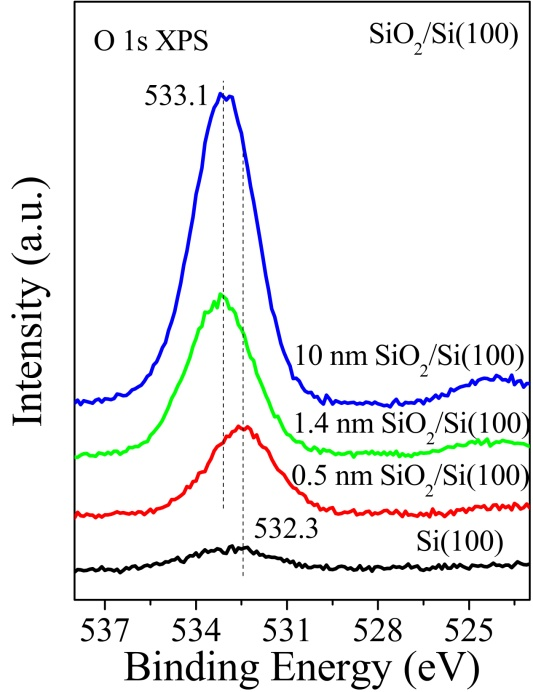 O 1s XPS
SiO₂/Si(100)
533.1
10 nm SiO₂/Si(100)
1.4 nm SiO₂/Si(100)
0.5 nm SiO₂/Si(100)
532.3
Si(100)
Intensity (a.u.)
537 534 531 528 525
Binding Energy (eV)